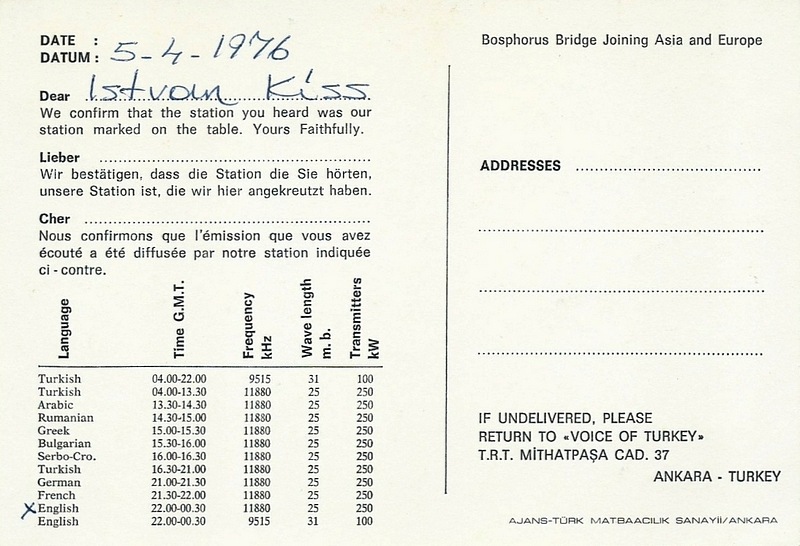 DATE :
DATUM : 5-4-1976
Dear Istvan Kiss
We confirm that the station you heard was our
station marked on the table. Yours Faithfully.
Lieber
Wir bestätigen, dass die Station die Sie hörten,
unsere Station ist, die wir hier angekreutzt haben.
Cher
Nous confirmons que l'émission que vous avez
écouté a été diffusée par notre station indiquée
ci - contre.
Language Time G.M.T. Frequency kHz Wave length m. b. Transmitters kW
Turkish 04.00-22.00 9515 31 100
Turkish 04.00-13.30 11880 25 250
Arabic 13.30-14.30 11880 25 250
Rumanian 14.30-15.00 11880 25 250
Greek 15.00-15.30 11880 25 250
Bulgarian 15.30-16.00 11880 25 250
Serbo-Cro. 16.00-16.30 11880 25 250
Turkish 16.30-21.00 11880 25 250
German 21.00-21.30 11880 25 250
French 21.30-22.00 11880 25 250
X English 22.00-00.30 11880 25 250
English 22.00-00.30 9515 31 100
Bosphorus Bridge Joining Asia and Europe
ADDRESSES
IF UNDELIVERED, PLEASE
RETURN TO «VOICE OF TURKEY»
T.R.T. MİTHATPAŞA CAD. 37
ANKARA - TURKEY
AJANS-TÜRK MATBAACILIK SANAYİİ/ANKARA